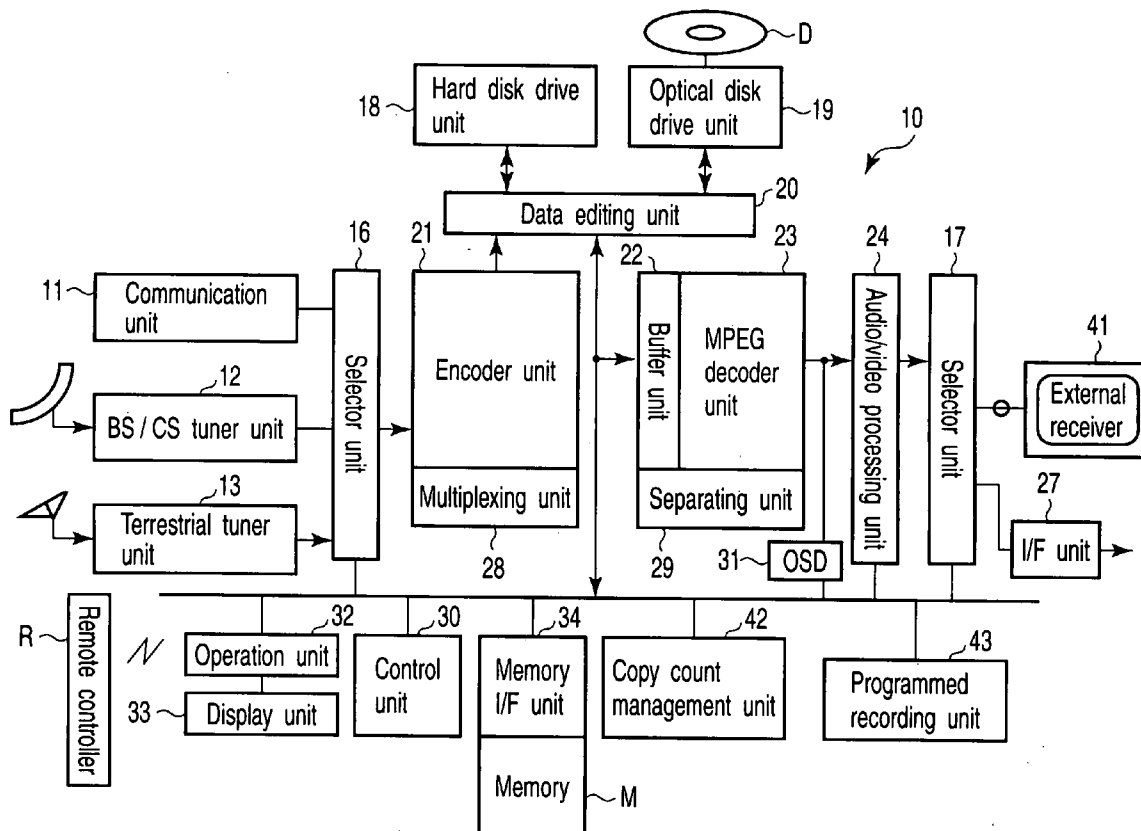 D
18
Hard disk drive
unit
Optical disk
drive unit
19
10
20
Data editing unit
16
21
22
23
24
17
11
Communication
unit
12
BS / CS tuner unit
13
Terrestrial tuner
unit
Selector unit
Encoder unit
Multiplexing unit
28
Buffer unit
MPEG
decoder
unit
Separating unit
29
31
OSD
Audio/video processing
unit
Selector unit
41
External
receiver
27
I/F unit
R
Remote controller
32
Operation unit
33
Display unit
30
Control
unit
34
Memory
I/F unit
Memory
M
42
Copy count
management unit
43
Programmed
recording unit